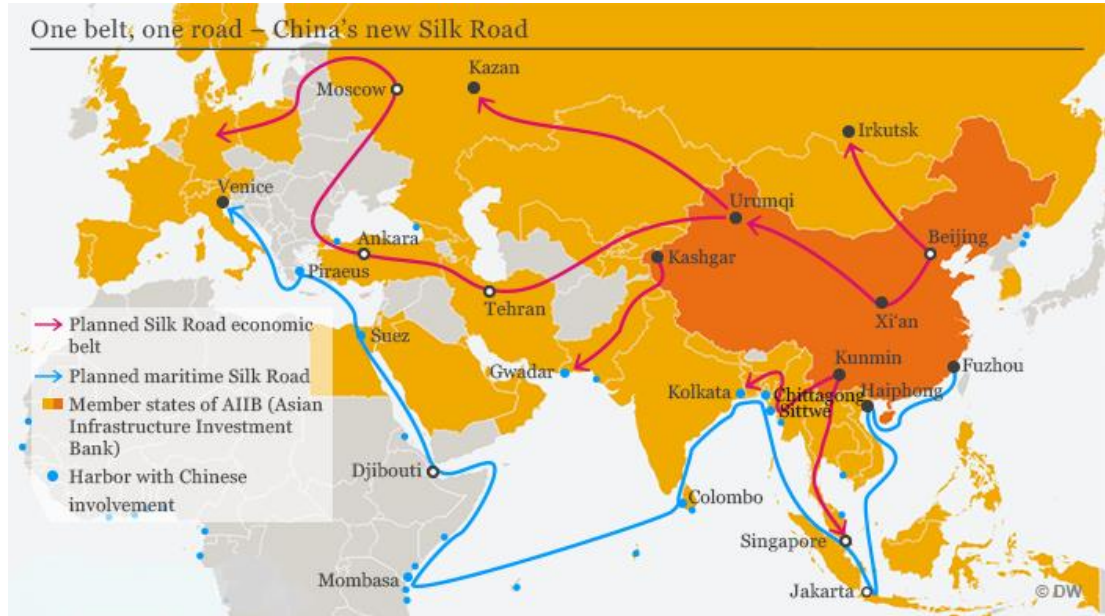 One belt, one road – China's new Silk Road
Kazan
Moscow
Irkutsk
Venice
Urumqi
Ankara
Beijing
Kashgar
Piraeus
Tehran
Xi'an
Planned Silk Road economic
belt
Suez
Kunmin
Gwadar
Fuzhou
Planned maritime Silk Road
Kolkata
Chittagong
Haiphong
Member states of AIIB (Asian
Infrastructure Investment
Bank)
Sittwe
Djibouti
Harbor with Chinese
involvement
Colombo
Singapore
Mombasa
Jakarta
© DW